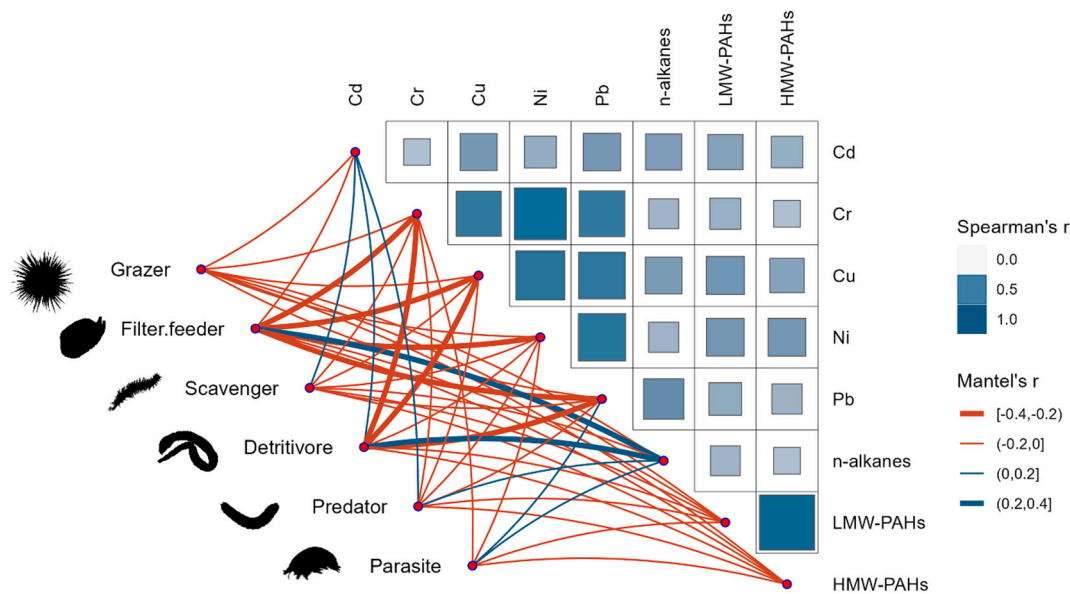 Cd
Cr
Cu
Ni
Pb
n-alkanes
LMW-PAHs
HMW-PAHs
Cd
Cr
Cu
Ni
Pb
n-alkanes
LMW-PAHs
HMW-PAHs
Grazer
Filter.feeder
Scavenger
Detritivore
Predator
Parasite
Spearman's r
0.0
0.5
1.0
Mantel's r
[-0.4,-0.2)
(-0.2,0]
(0,0.2]
(0.2,0.4]